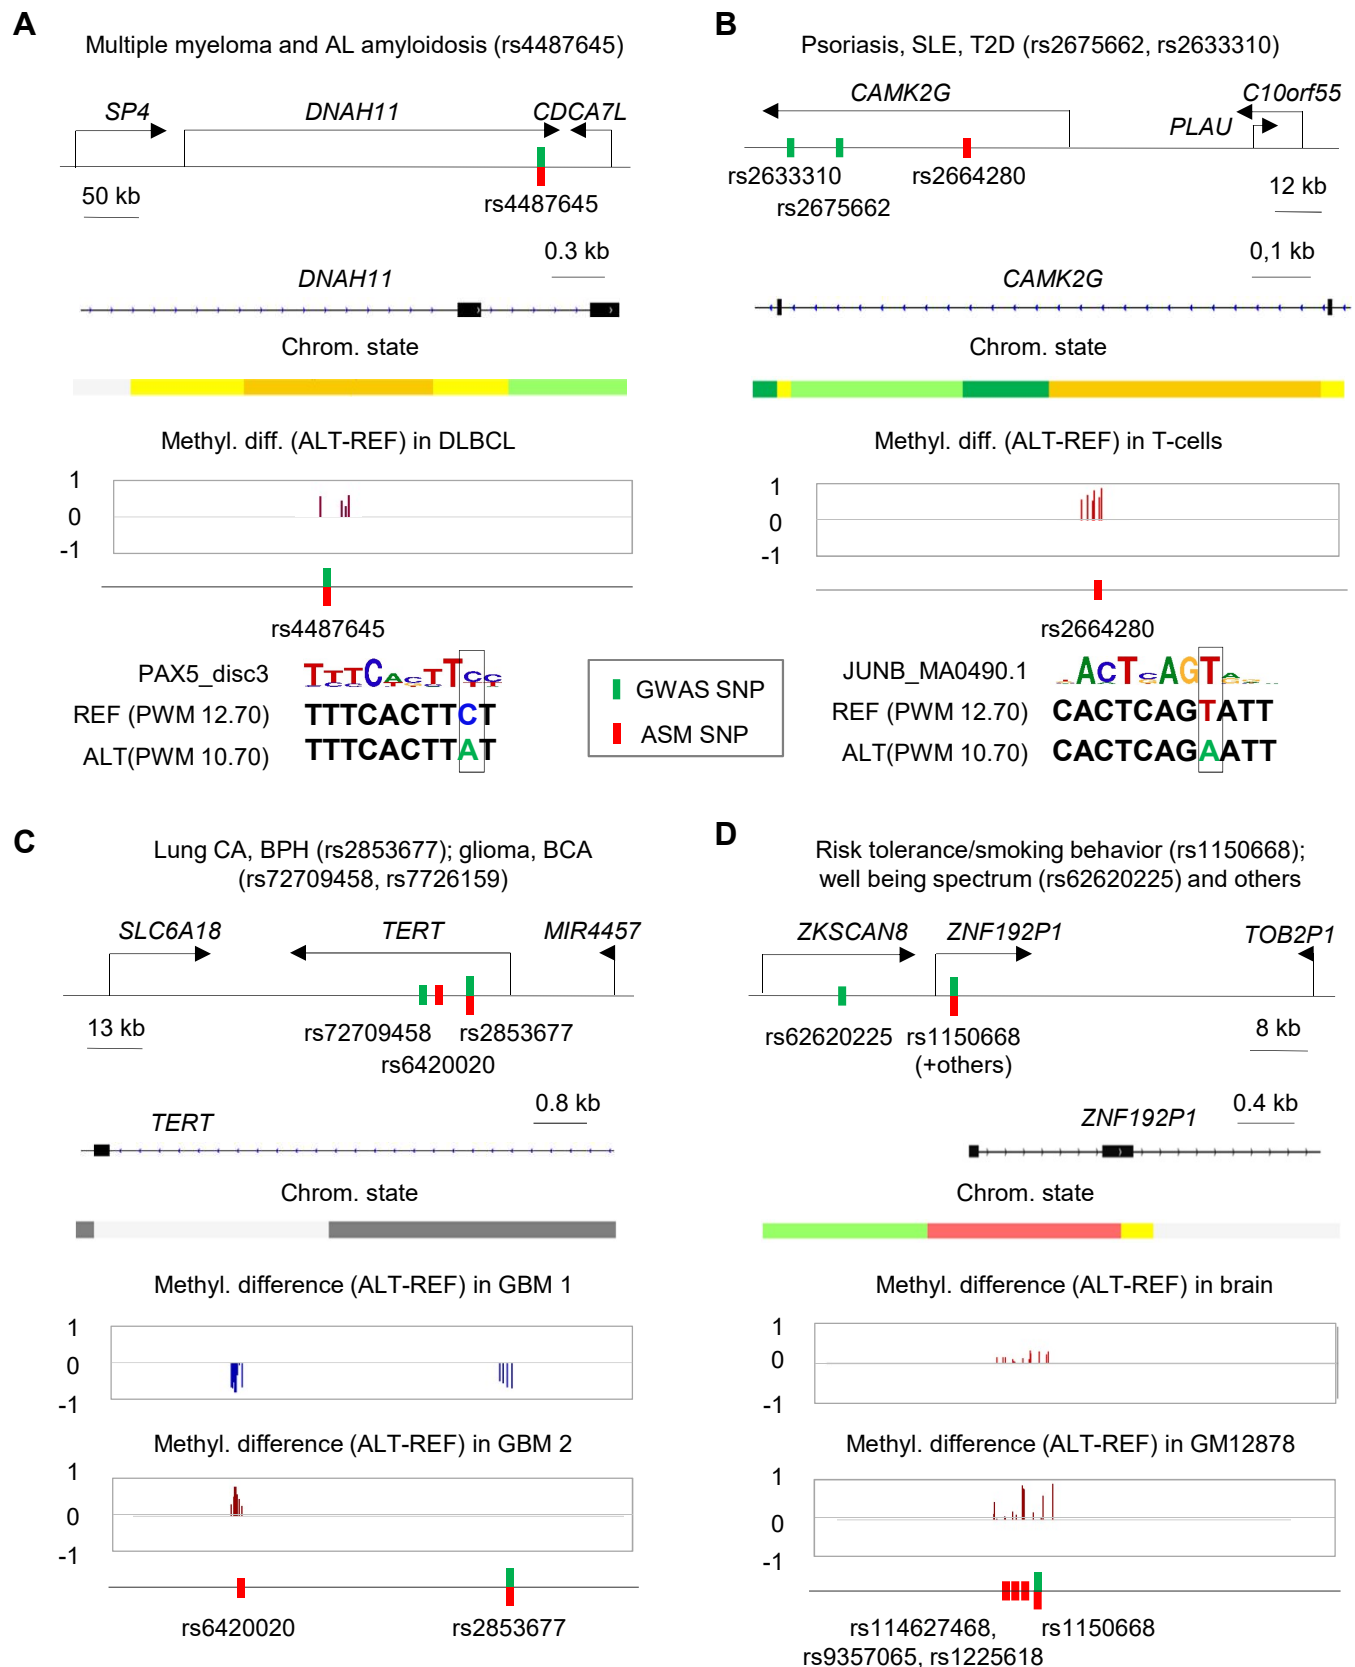 A
Multiple myeloma and AL amyloidosis (rs4487645)
SP4
DNAH11
CDCA7L
50 kb
rs4487645
0.3 kb
DNAH11
Chrom. state
Methyl. diff. (ALT-REF) in DLBCL
1
0
-1
rs4487645
PAX5_disc3
TTTCACTTCC
REF (PWM 12.70)
TTTCACTTCT
ALT(PWM 10.70)
TTTCACTTAT
B
Psoriasis, SLE, T2D (rs2675662, rs2633310)
CAMK2G
C10orf55
PLAU
rs2633310
rs2664280
rs2675662
12 kb
0,1 kb
CAMK2G
Chrom. state
Methyl. diff. (ALT-REF) in T-cells
1
0
-1
rs2664280
JUNB_MA0490.1
ACTCAGT
REF (PWM 12.70)
CACTCAGTATT
ALT(PWM 10.70)
CACTCAGAATT
GWAS SNP
ASM SNP
C
Lung CA, BPH (rs2853677); glioma, BCA
(rs72709458, rs7726159)
SLC6A18
TERT
MIR4457
13 kb
rs72709458
rs2853677
rs6420020
0.8 kb
TERT
Chrom. state
Methyl. difference (ALT-REF) in GBM 1
1
0
-1
Methyl. difference (ALT-REF) in GBM 2
1
0
-1
rs6420020
rs2853677
D
Risk tolerance/smoking behavior (rs1150668);
well being spectrum (rs62620225) and others
ZKSCAN8
ZNF192P1
TOB2P1
rs62620225
rs1150668
(+others)
8 kb
0.4 kb
ZNF192P1
Chrom. state
Methyl. difference (ALT-REF) in brain
1
0
-1
Methyl. difference (ALT-REF) in GM12878
1
0
-1
rs114627468,
rs1150668
rs9357065, rs1225618